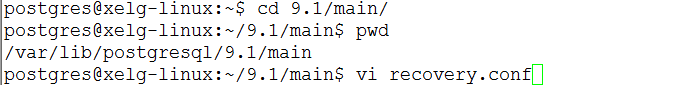 postgres@xelg-linux:~$ cd 9.1/main/
postgres@xelg-linux:~/9.1/main$ pwd
/var/lib/postgresql/9.1/main
postgres@xelg-linux:~/9.1/main$ vi recovery.conf